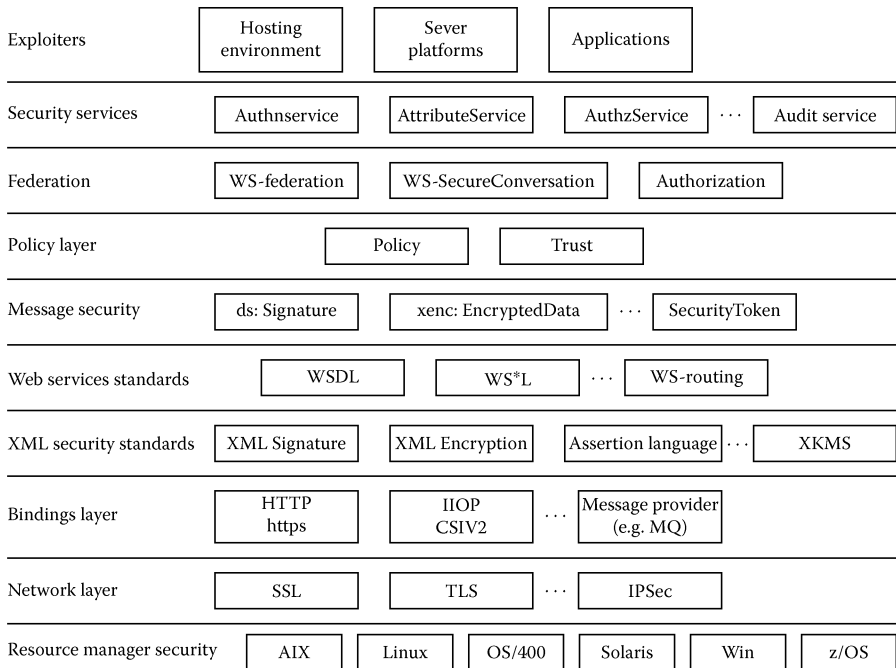 Exploiters
Hosting
environment
Sever
platforms
Applications
Security services
Authnservice
AttributeService
AuthzService
...
Audit service
Federation
WS-federation
WS-SecureConversation
Authorization
Policy layer
Policy
Trust
Message security
ds: Signature
xenc: EncryptedData
...
SecurityToken
Web services standards
WSDL
WS*L
...
WS-routing
XML security standards
XML Signature
XML Encryption
Assertion language
...
XKMS
Bindings layer
HTTP
https
IIOP
CSIV2
...
Message provider
(e.g. MQ)
Network layer
SSL
TLS
...
IPSec
Resource manager security
AIX
Linux
OS/400
Solaris
Win
z/OS